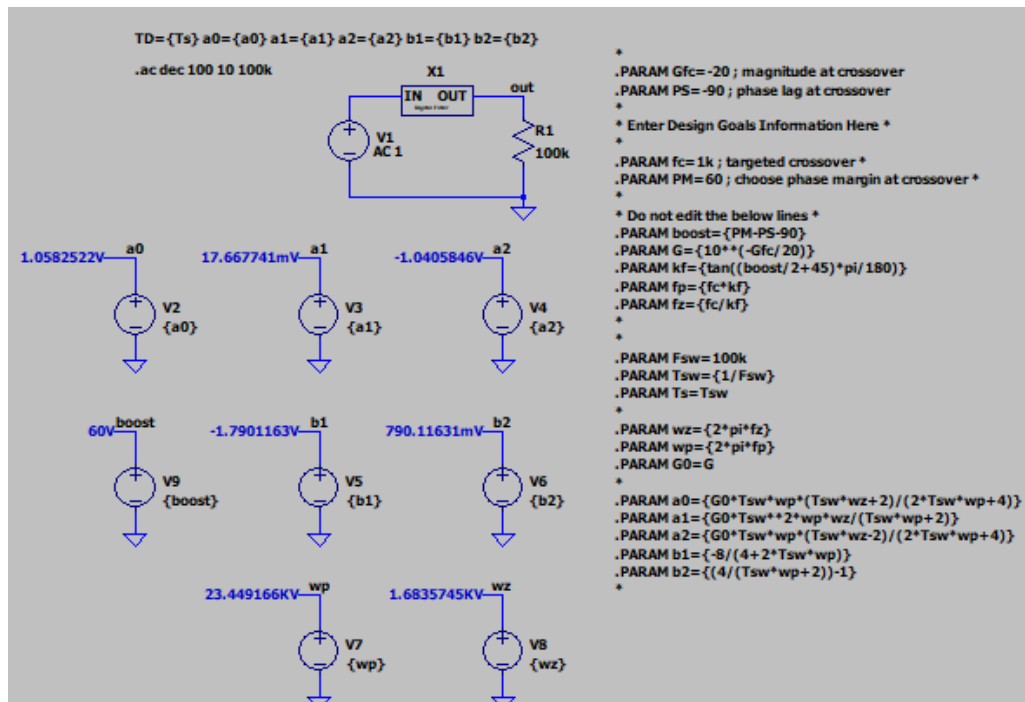 TD={Ts} a0={a0} a1={a1} a2={a2} b1={b1} b2={b2}
.ac dec 100 10 100k
X1
IN OUT
out
V1
AC 1
R1
100k
1.0582522V
a0
V2
{a0}
17.667741mV
a1
V3
{a1}
-1.0405846V
a2
V4
{a2}
60V
boost
V9
{boost}
-1.7901163V
b1
V5
{b1}
790.11631mV
b2
V6
{b2}
23.449166KV
wp
V7
{wp}
1.6835745KV
wz
V8
{wz}
*
.PARAM Gfc=-20 ; magnitude at crossover
.PARAM PS=-90 ; phase lag at crossover
*
* Enter Design Goals Information Here *
*
.PARAM fc=1k ; targeted crossover *
.PARAM PM=60 ; choose phase margin at crossover *
*
* Do not edit the below lines *
.PARAM boost={PM-PS-90}
.PARAM G={10**(-Gfc/20)}
.PARAM kf={tan((boost/2+45)*pi/180)}
.PARAM fp={fc*kf}
.PARAM fz={fc/kf}
*
*
.PARAM Fsw=100k
.PARAM Tsw={1/Fsw}
.PARAM Ts=Tsw
*
.PARAM wz={2*pi*fz}
.PARAM wp={2*pi*fp}
.PARAM G0=G
*
.PARAM a0={G0*Tsw*wp*(Tsw*wz+2)/(2*Tsw*wp+4)}
.PARAM a1={G0*Tsw**2*wp*wz/(Tsw*wp+2)}
.PARAM a2={G0*Tsw*wp*(Tsw*wz-2)/(2*Tsw*wp+4)}
.PARAM b1={-8/(4+2*Tsw*wp)}
.PARAM b2={(4/(Tsw*wp+2))-1}
*